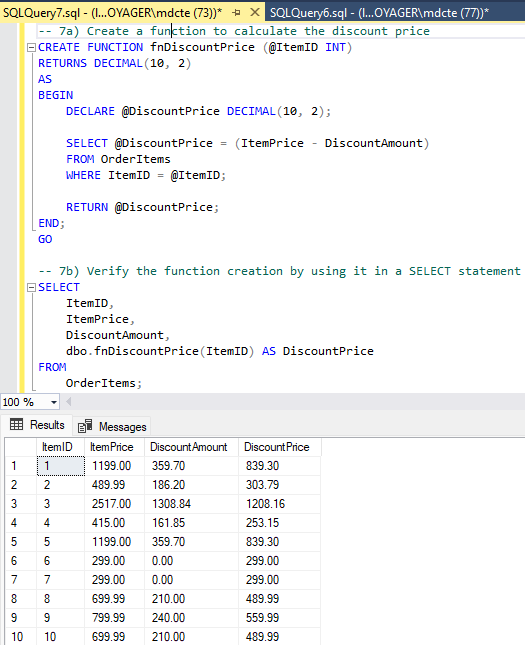 SQLQuery7.sql - (l...OYAGER\mdcte (73))* SQLQuery6.sql - (l...OYAGER\mdcte (77))*
-- 7a) Create a function to calculate the discount price
CREATE FUNCTION fnDiscountPrice (@ItemID INT)
RETURNS DECIMAL(10, 2)
AS
BEGIN
DECLARE @DiscountPrice DECIMAL(10, 2);
SELECT @DiscountPrice = (ItemPrice - DiscountAmount)
FROM OrderItems
WHERE ItemID = @ItemID;
RETURN @DiscountPrice;
END;
GO
-- 7b) Verify the function creation by using it in a SELECT statement
SELECT
ItemID,
ItemPrice,
DiscountAmount,
dbo.fnDiscountPrice(ItemID) AS DiscountPrice
FROM
OrderItems;
100 %
Results Messages
ItemID ItemPrice DiscountAmount DiscountPrice
1 1 1199.00 359.70 839.30
2 2 489.99 186.20 303.79
3 3 2517.00 1308.84 1208.16
4 4 415.00 161.85 253.15
5 5 1199.00 359.70 839.30
6 6 299.00 0.00 299.00
7 7 299.00 0.00 299.00
8 8 699.99 210.00 489.99
9 9 799.99 240.00 559.99
10 10 699.99 210.00 489.99